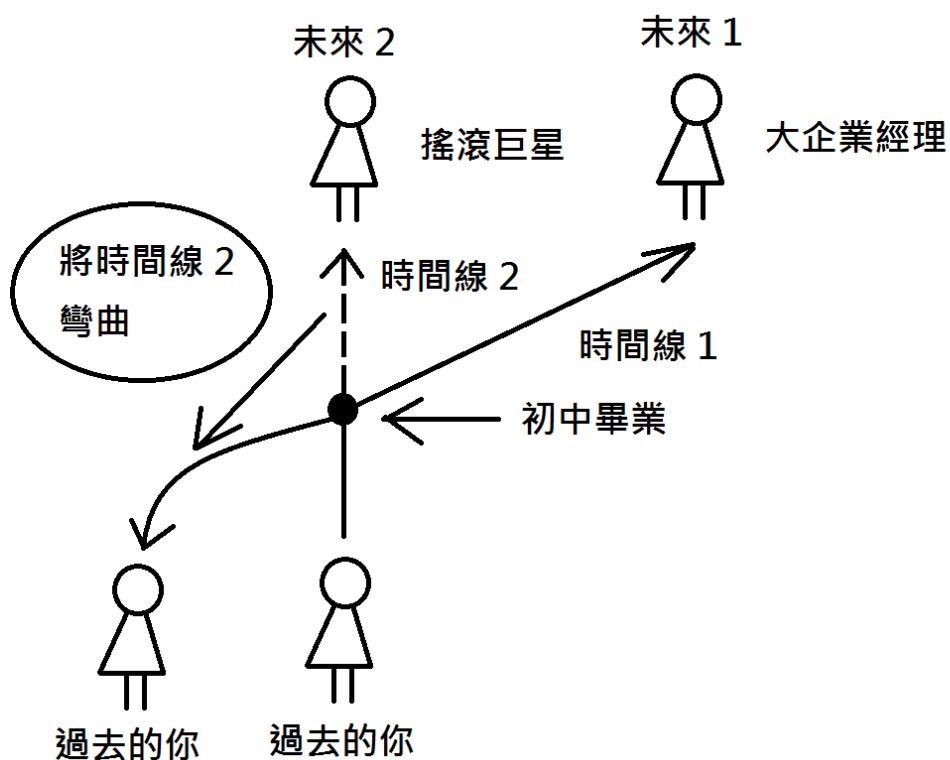 未來 2
未來 1
搖滾巨星
大企業經理
將時間線 2
彎曲
時間線 2
時間線 1
初中畢業
過去的你
過去的你